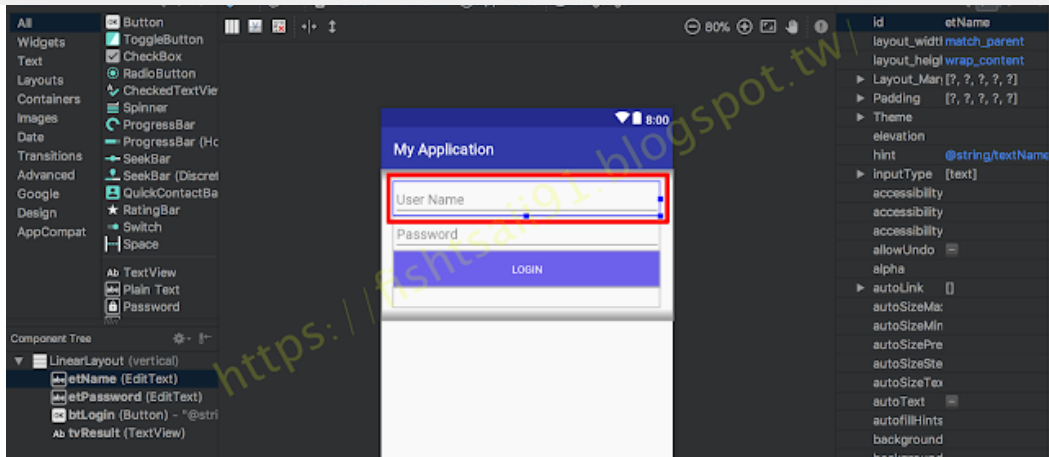 All
Widgets
Text
Layouts
Containers
Images
Date
Transitions
Advanced
Google
Design
AppCompat
Button
ToggleButton
CheckBox
RadioButton
CheckedTextVie
Spinner
ProgressBar
ProgressBar (Ho
SeekBar
SeekBar (Discret
QuickContactBa
RatingBar
Switch
Space
Ab TextView
Plain Text
Password
Component Tree
LinearLayout (vertical)
etName (EditText)
etPassword (EditText)
btLogin (Button) - "@stri
Ab tvResult (TextView)
80%
8:00
My Application
User Name
Password
LOGIN
id etName
layout_widtl match_parent
layout_heigl wrap_content
Layout_Mar [?, ?, ?, ?, ?]
Padding [?, ?, ?, ?, ?]
Theme
elevation
hint @string/textName
inputType [text]
accessibility
accessibility
accessibility
allowUndo
alpha
autoLink []
autoSizeMa:
autoSizeMin
autoSizePre
autoSizeSte
autoSizeTex
autoText
autofillHints
background
https://fishtsaii91.blogspot.tw/